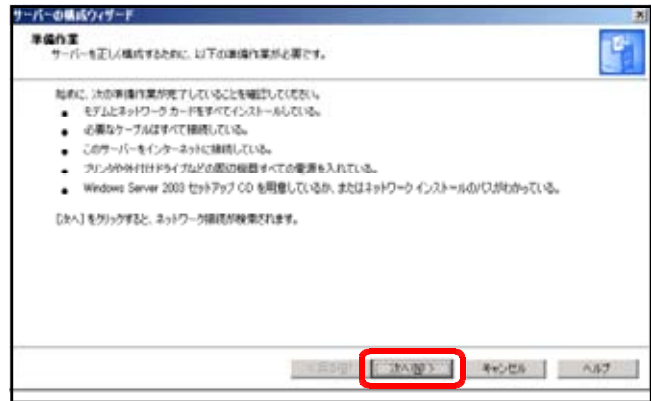 サーバーの構成ウィザード
準備作業
サーバーを正しく構成するために、以下の準備作業が必要です。
始めに、次の準備作業が完了していることを確認してください。
• モデムとネットワーク カードをすべてインストールしている。
• 必要なケーブルはすべて接続している。
• このサーバーをインターネットに接続している。
• プリンタや外付けドライブなどの周辺機器すべての電源を入れている。
• Windows Server 2003 セットアップ CD を用意しているか、またはネットワーク インストールのパスがわかっている。
[次へ] をクリックすると、ネットワーク接続が検索されます。
< 戻る(B) 次へ(N) > キャンセル ヘルプ